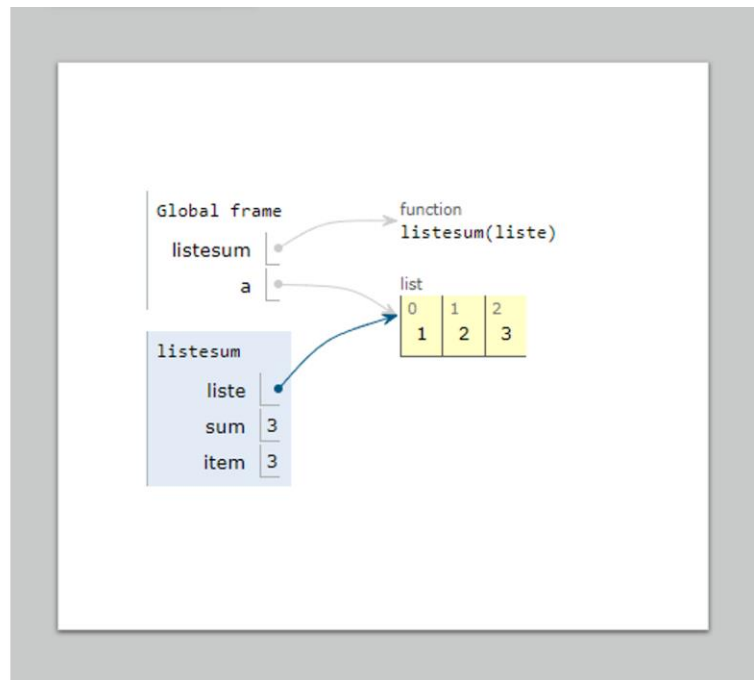 Global frame
listesum
a
function
listesum(liste)
list
0 1 2
1 2 3
listesum
liste
sum 3
item 3